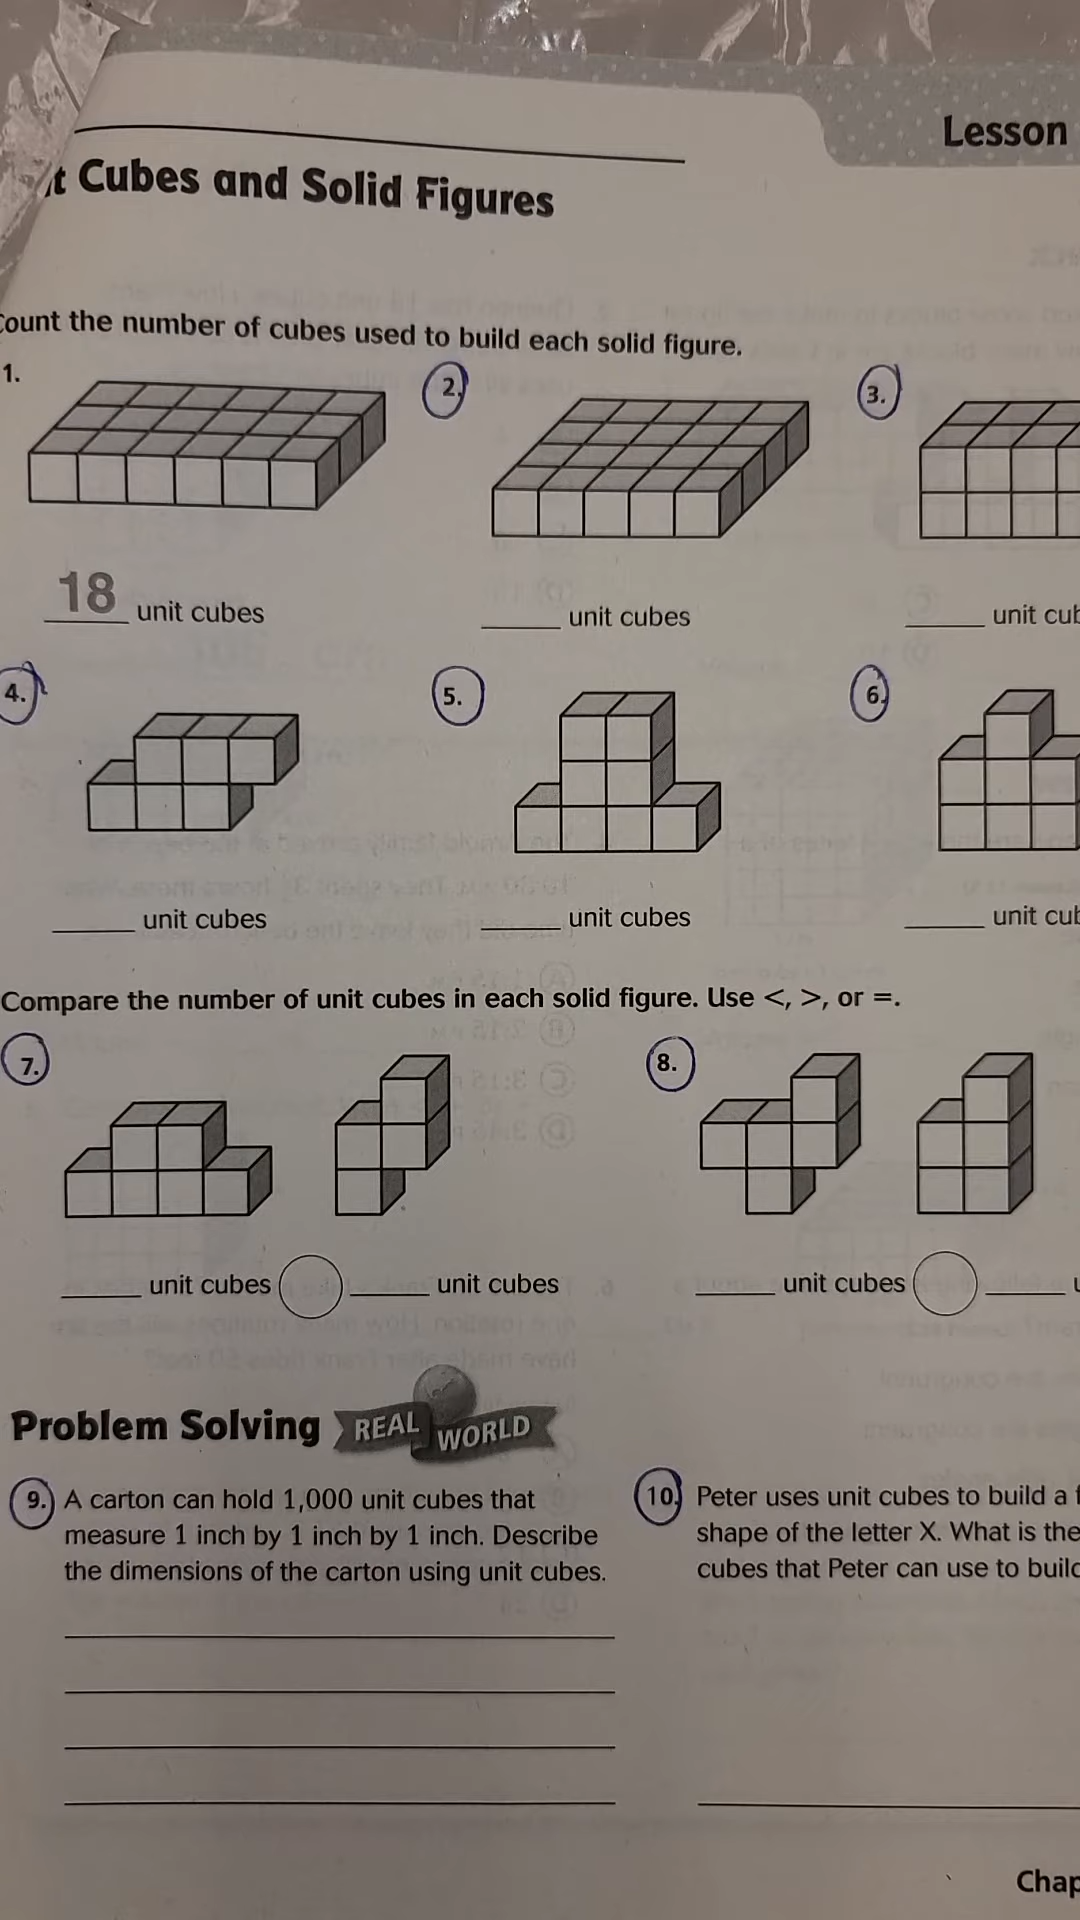 Lesson
Cubes and Solid Figures
Count the number of cubes used to build each solid figure.
1.
2.
3.
18 unit cubes
unit cubes
unit
4.
5.
6.
unit cubes
unit cubes
unit
Compare the number of unit cubes in each solid figure. Use <, >, or =.
7.
8.
unit cubes
unit cubes
unit cubes
Problem Solving REAL WORLD
9. A carton can hold 1,000 unit cubes that
measure 1 inch by 1 inch by 1 inch. Describe
the dimensions of the carton using unit cubes.
10. Peter uses unit cubes to build a
shape of the letter X. What is the
cubes that Peter can use to build
Chap